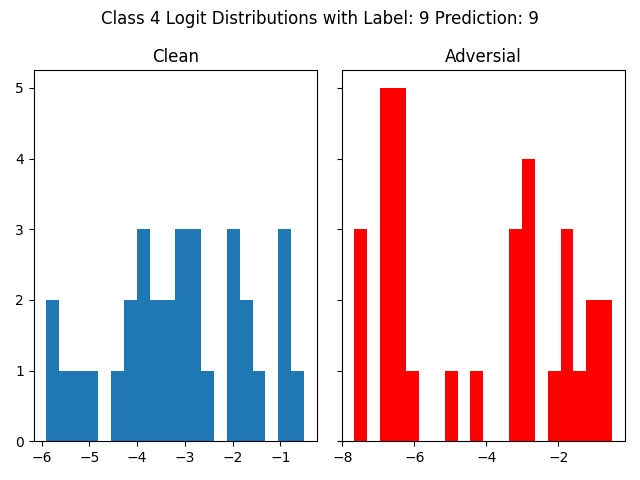 Class 4 Logit Distributions with Label: 9 Prediction: 9
Clean
Adversial
5
4
3
2
1
0
−6 −5 −4 −3 −2 −1
−8 −6 −4 −2